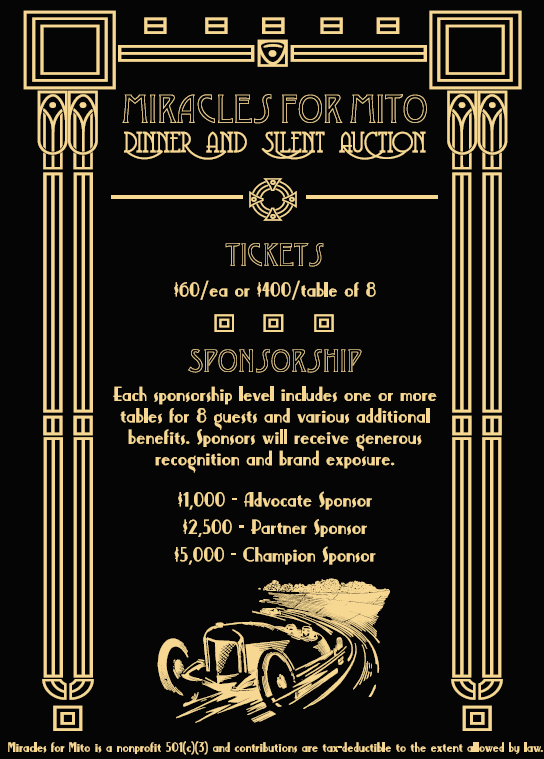 MIRACLES FOR MITO
DINNER AND SILENT AUCTION
TICKETS
$60/ea or $400/table of 8
SPONSORSHIP
Each sponsorship level includes one or more
tables for 8 guests and various additional
benefits. Sponsors will receive generous
recognition and brand exposure.
$1,000 - Advocate Sponsor
$2,500 - Partner Sponsor
$5,000 - Champion Sponsor
Miracles for Mito is a nonprofit 501(c)(3) and contributions are tax-deductible to the extent allowed by law.